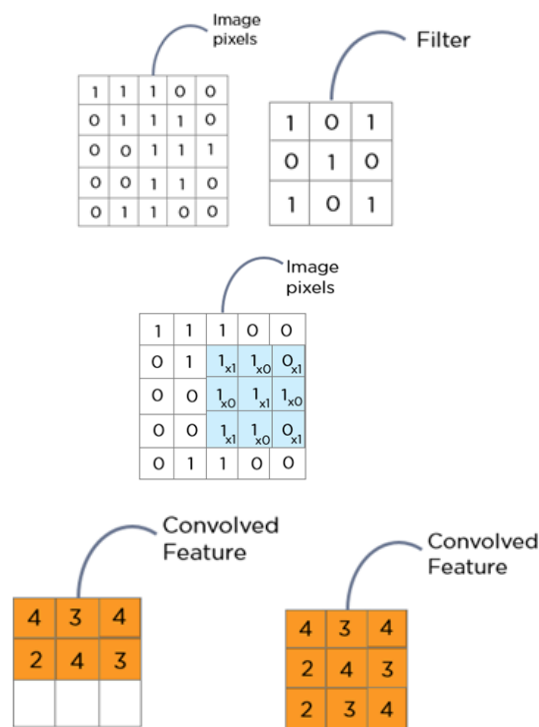 Image
pixels
Filter
1 1 1 0 0
0 1 1 1 0
0 0 1 1 1
0 0 1 1 0
0 1 1 0 0
1 0 1
0 1 0
1 0 1
Image
pixels
1 1 1 0 0
0 1 1x1 1x0 0x1
0 0 1x0 1x1 1x0
0 0 1x1 1x0 0x1
0 1 1 0 0
Convolved
Feature
4 3 4
2 4 3
Convolved
Feature
4 3 4
2 4 3
2 3 4